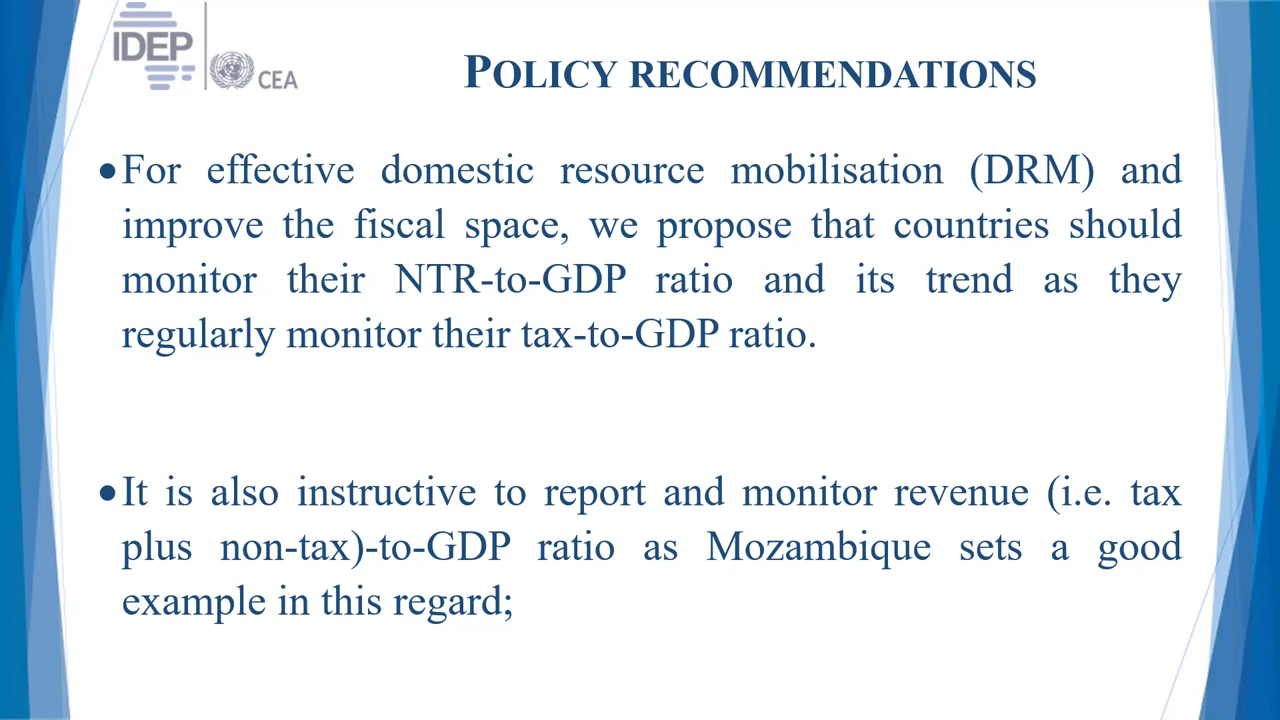 IDEP
CEA
POLICY RECOMMENDATIONS
•For effective domestic resource mobilisation (DRM) and
improve the fiscal space, we propose that countries should
monitor their NTR-to-GDP ratio and its trend as they
regularly monitor their tax-to-GDP ratio.
•It is also instructive to report and monitor revenue (i.e. tax
plus non-tax)-to-GDP ratio as Mozambique sets a good
example in this regard;